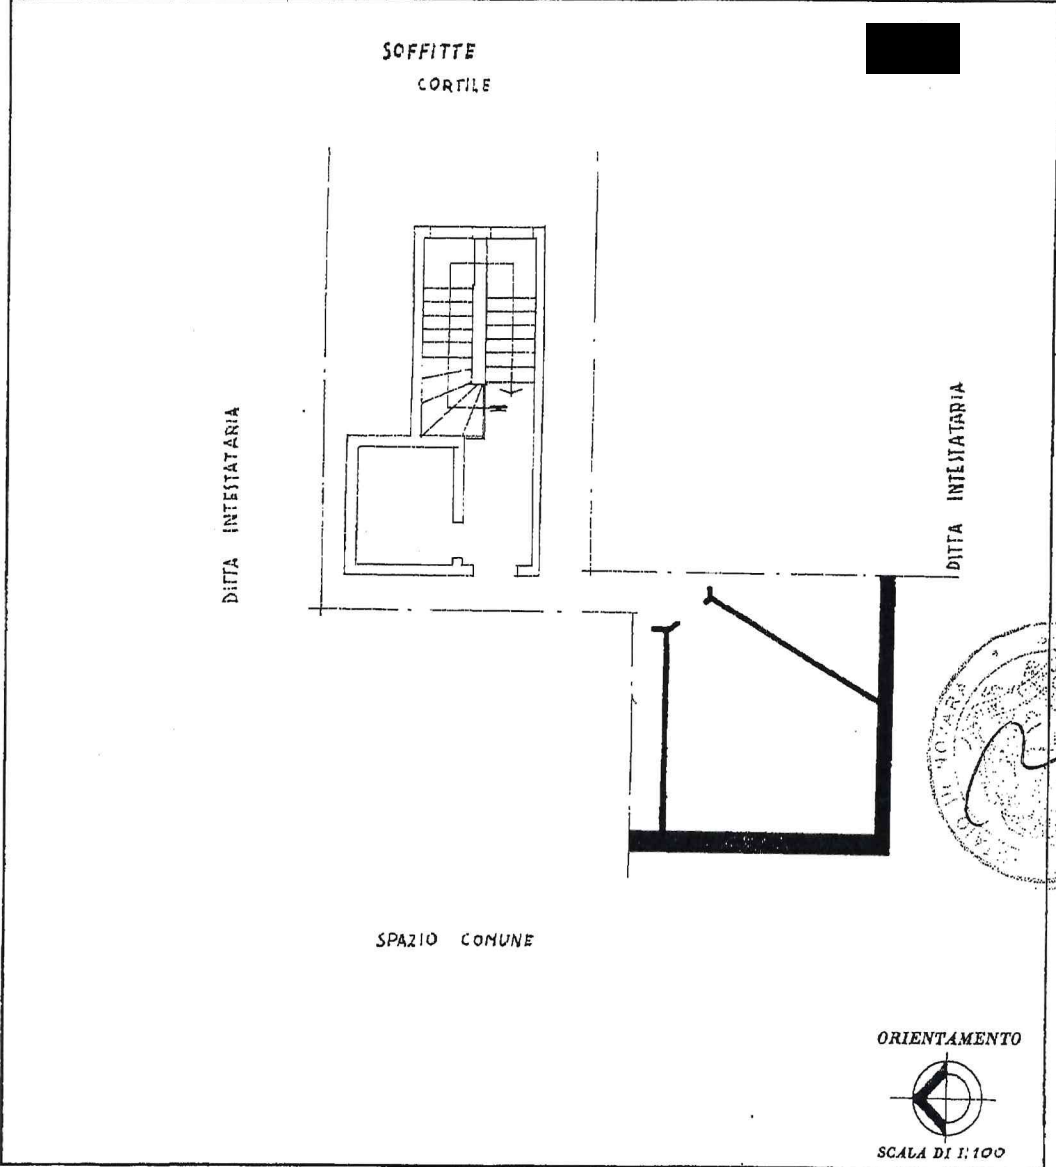 SOFFITTE
CORTILE
DITTA INTESTATARIA
DITTA INTESTATARIA
SPAZIO COMUNE
ORIENTAMENTO
SCALA DI 1:100